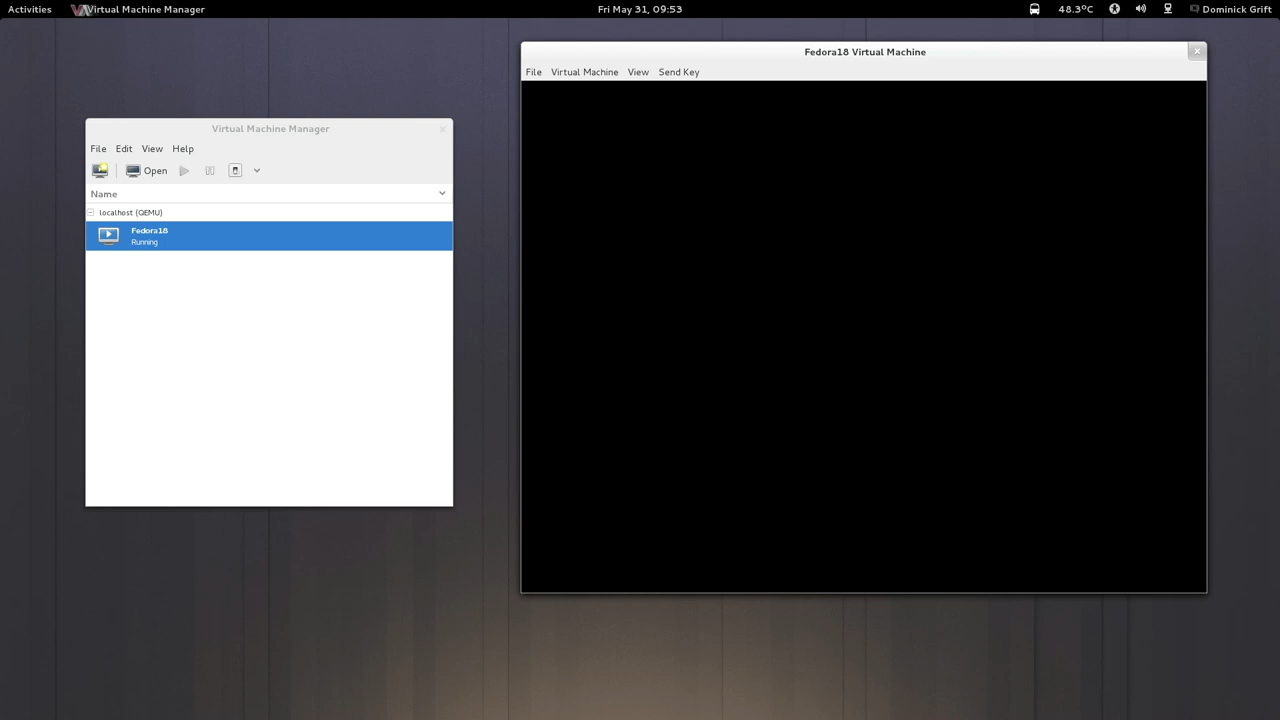 Activities Virtual Machine Manager Fri May 31, 09:53 48.3ºC Dominick Grift
Virtual Machine Manager
File Edit View Help
Open
Name
localhost (QEMU)
Fedora18
Running
Fedora18 Virtual Machine
File Virtual Machine View Send Key